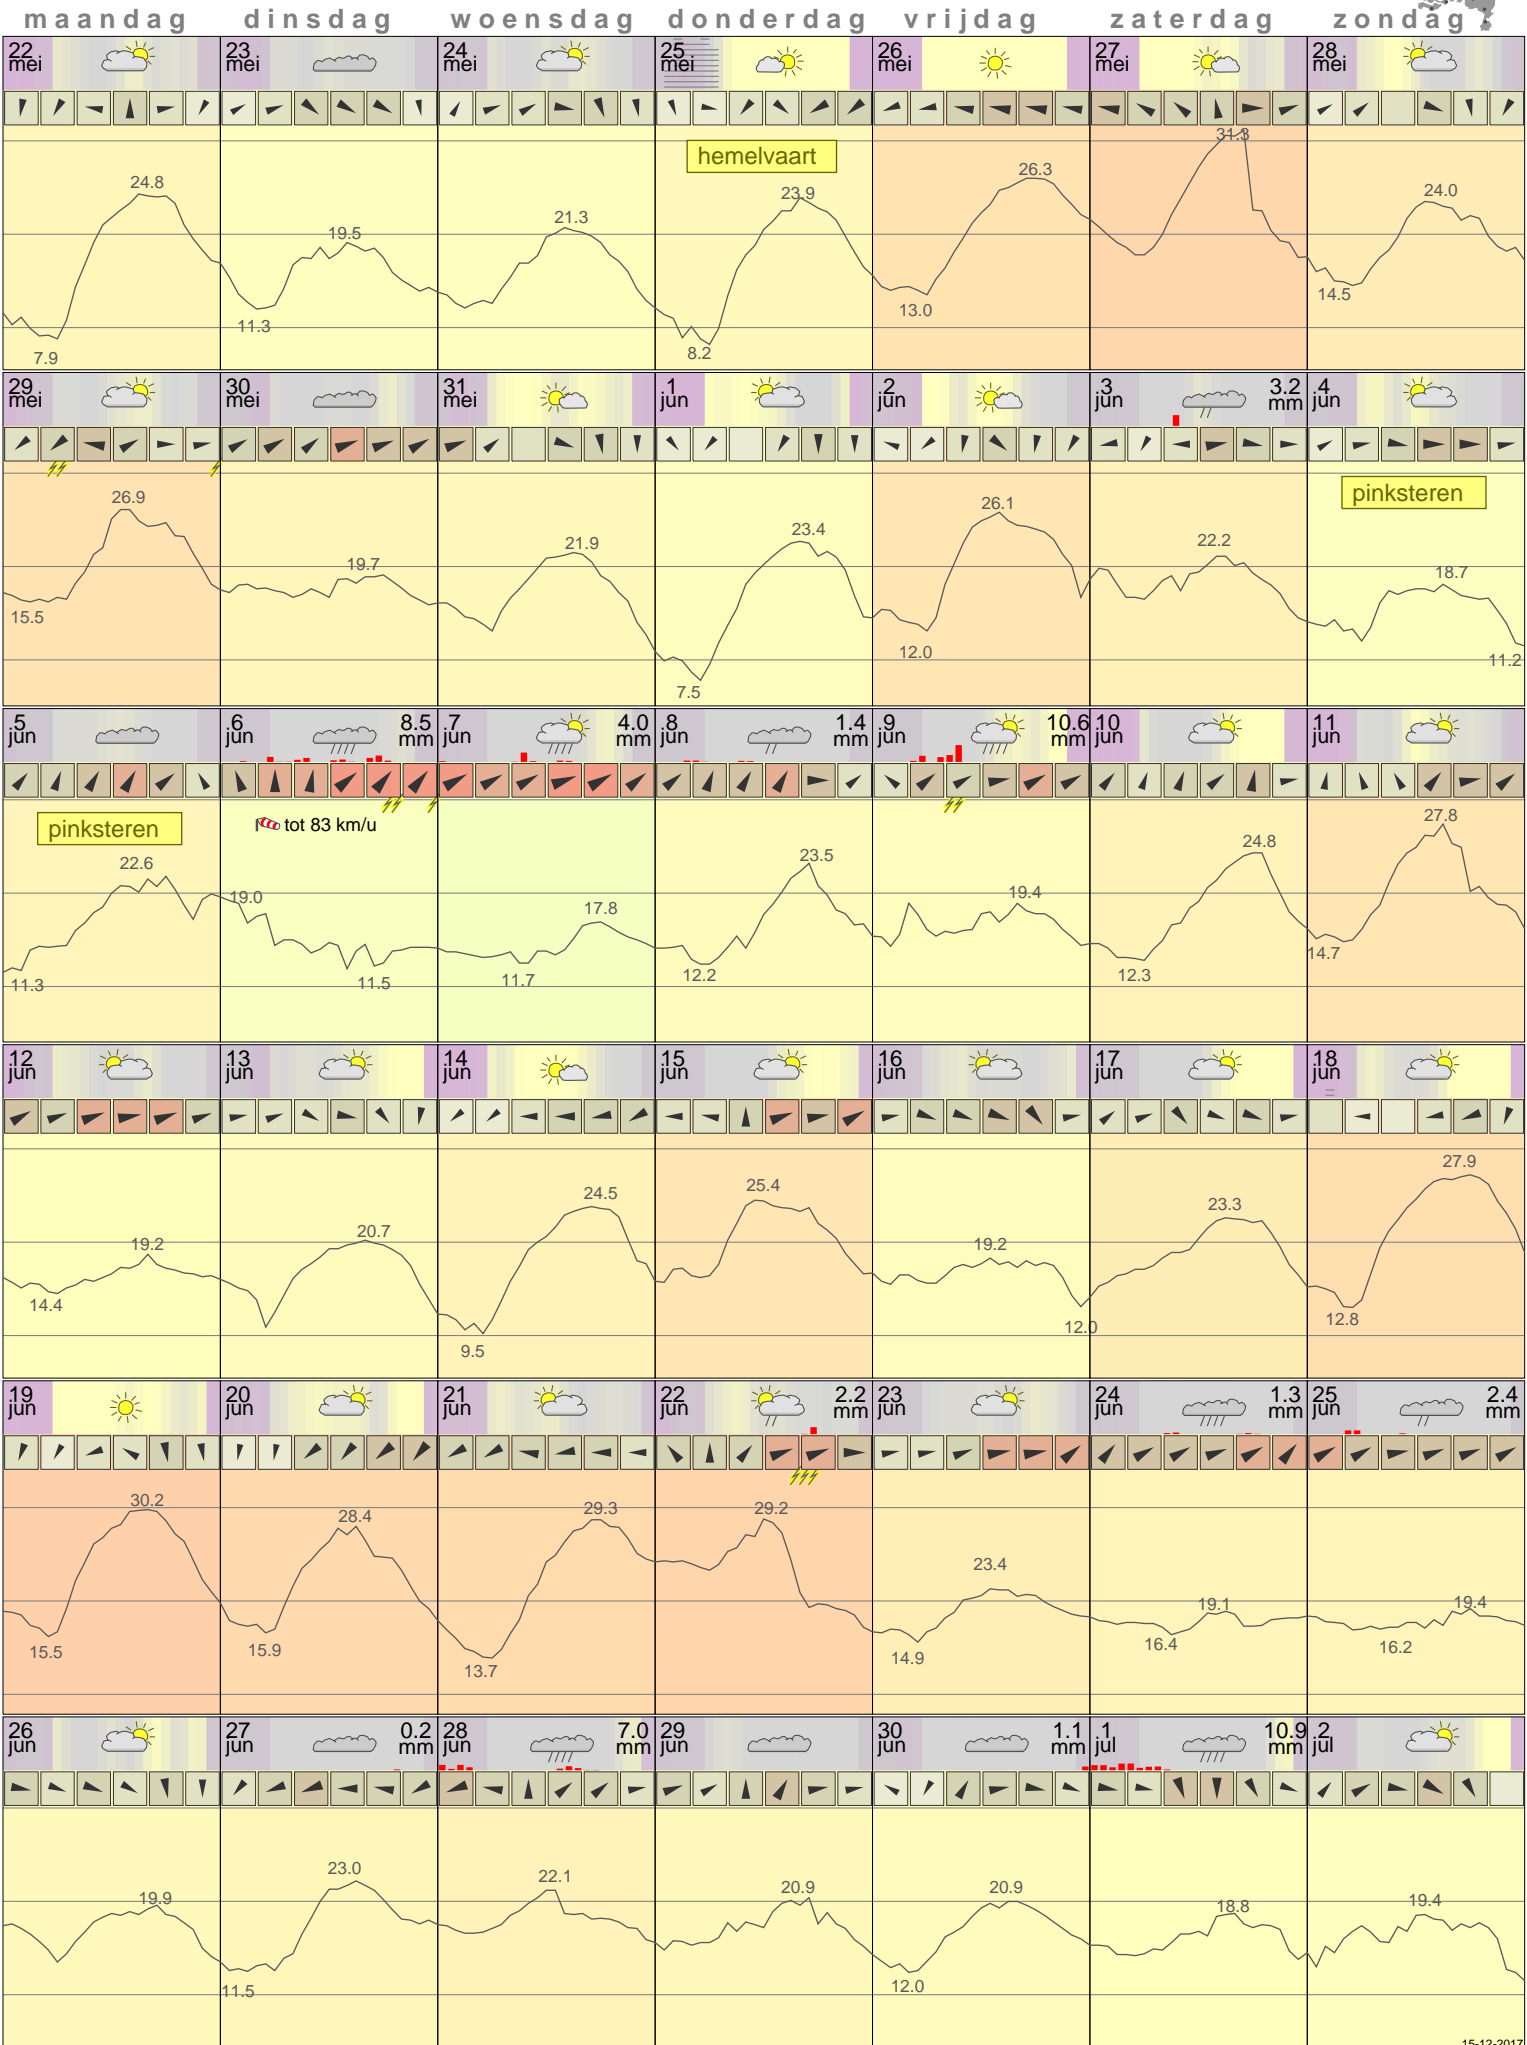 maandag dinsdag woensdag donderdag vrijdag zaterdag zondag
22 mei 23 mei 24 mei 25 mei 26 mei 27 mei 28 mei
hemelvaart
24.8 19.5 21.3 23.9 26.3 31.3 24.0
7.9 11.3 8.2 13.0 14.5
29 mei 30 mei 31 mei 1 jun 2 jun 3 jun 3.2 mm 4 jun
pinksteren
26.9 19.7 21.9 23.4 26.1 22.2 18.7
15.5 7.5 12.0 11.2
5 jun 6 jun 8.5 mm 7 jun 4.0 mm 8 jun 1.4 mm 9 jun 10.6 mm 10 jun 11 jun
pinksteren tot 83 km/u
22.6 19.0 17.8 23.5 19.4 24.8 27.8
11.3 11.5 11.7 12.2 12.3 14.7
12 jun 13 jun 14 jun 15 jun 16 jun 17 jun 18 jun
19.2 20.7 24.5 25.4 19.2 23.3 27.9
14.4 9.5 12.0 12.8
19 jun 20 jun 21 jun 22 jun 2.2 mm 23 jun 24 jun 1.3 mm 25 jun 2.4 mm
30.2 28.4 29.3 29.2 23.4 19.1 19.4
15.5 15.9 13.7 14.9 16.4 16.2
26 jun 27 jun 0.2 mm 28 jun 7.0 mm 29 jun 30 jun 1.1 mm 1 jul 10.9 mm 2 jul
19.9 23.0 22.1 20.9 20.9 18.8 19.4
11.5 12.0
15-12-2017